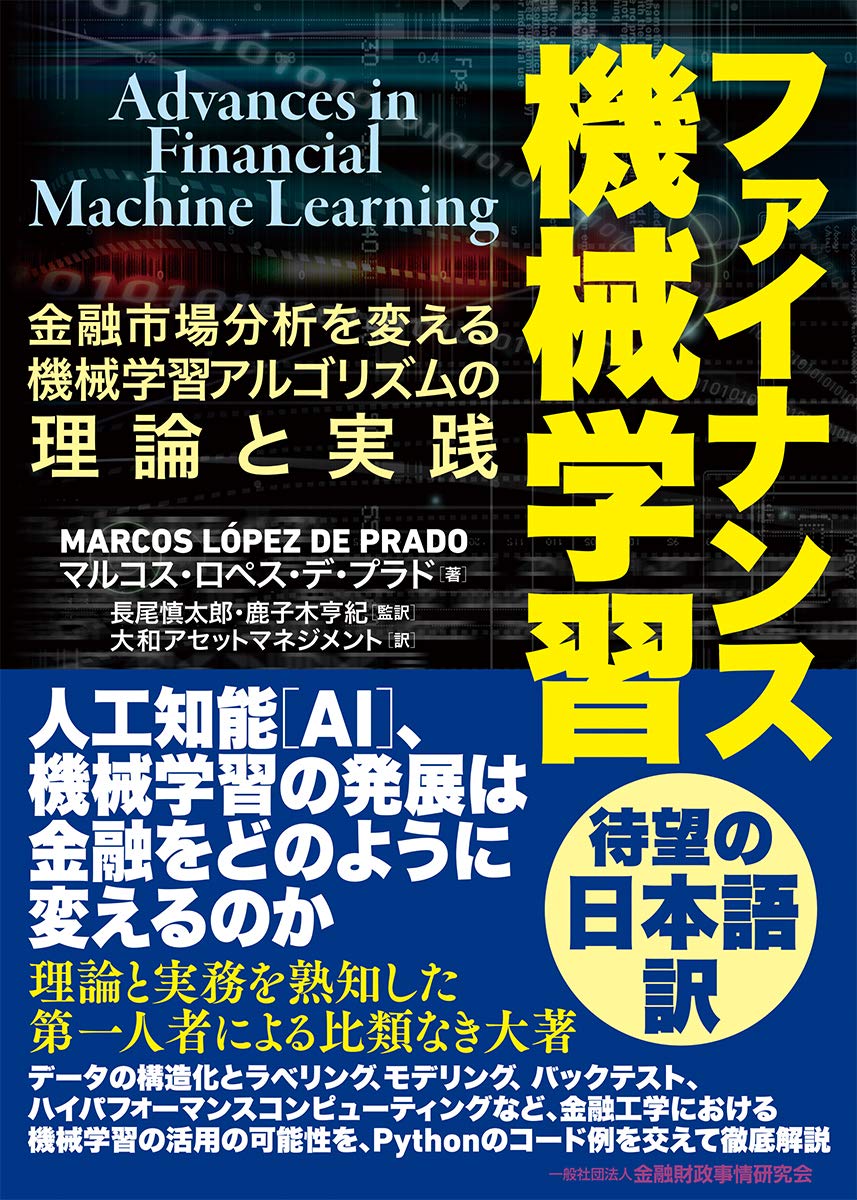 ファイナンス
機械学習
Advances in
Financial
Machine Learning
金融市場分析を変える
機械学習アルゴリズムの
理論と実践
MARCOS LÓPEZ DE PRADO
マルコス・ロペス・デ・プラド[著]
長尾慎太郎・鹿子木亨紀[監訳]
大和アセットマネジメント[訳]
人工知能[AI]、
機械学習の発展は
金融をどのように
変えるのか
待望の
日本語
訳
理論と実務を熟知した
第一人者による比類なき大著
データの構造化とラベリング、モデリング、バックテスト、
ハイパフォーマンスコンピューティングなど、金融工学における
機械学習の活用の可能性を、Pythonのコード例を交えて徹底解説
一般社団法人 金融財政事情研究会